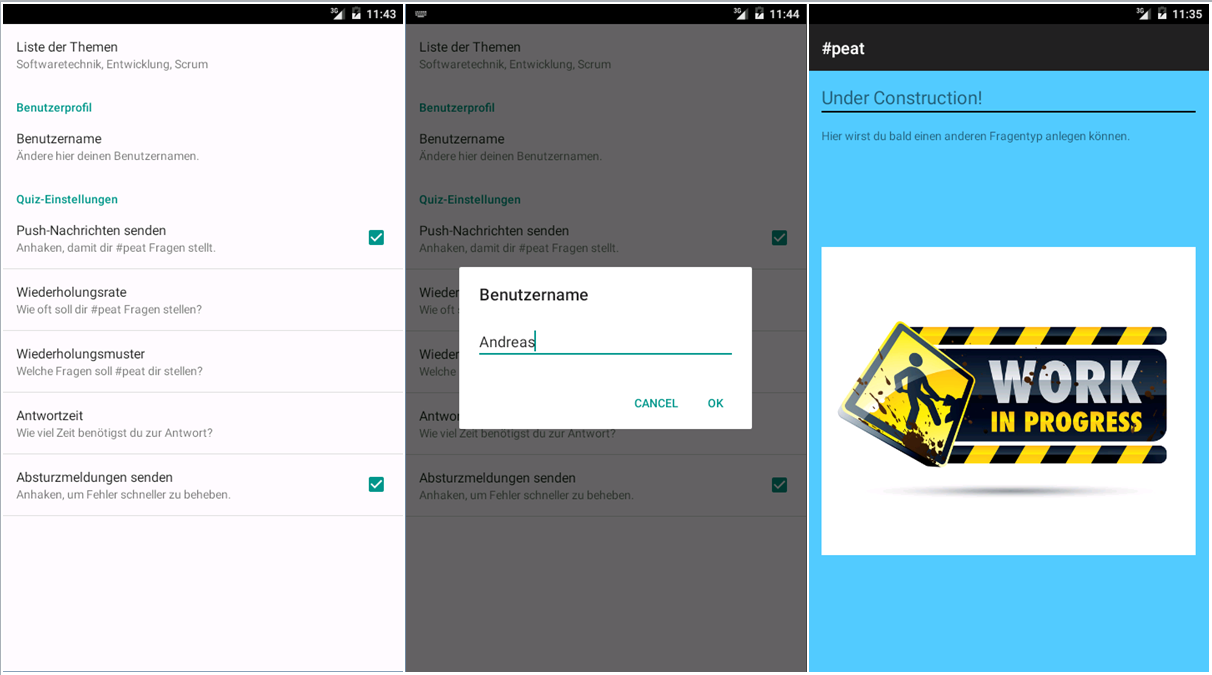 3G 11:43
Liste der Themen
Softwaretechnik, Entwicklung, Scrum
Benutzerprofil
Benutzername
Ändere hier deinen Benutzernamen.
Quiz-Einstellungen
Push-Nachrichten senden
Anhaken, damit dir #peat Fragen stellt.
Wiederholungsrate
Wie oft soll dir #peat Fragen stellen?
Wiederholungsmuster
Welche Fragen soll #peat dir stellen?
Antwortzeit
Wie viel Zeit benötigst du zur Antwort?
Absturzmeldungen senden
Anhaken, um Fehler schneller zu beheben.
3G 11:44
Liste der Themen
Softwaretechnik, Entwicklung, Scrum
Benutzerprofil
Benutzername
Ändere hier deinen Benutzernamen.
Quiz-Einstellungen
Push-Nachrichten senden
Anhaken, damit dir #peat Fragen stellt.
Wieder
Wie oft s
Wieder
Welche
Antwor
Wie viel Zeit benötigst du zur Antwort?
Absturzmeldungen senden
Anhaken, um Fehler schneller zu beheben.
Benutzername
Andreas
CANCEL OK
3G 11:35
#peat
Under Construction!
Hier wirst du bald einen anderen Fragentyp anlegen können.
WORK
IN PROGRESS